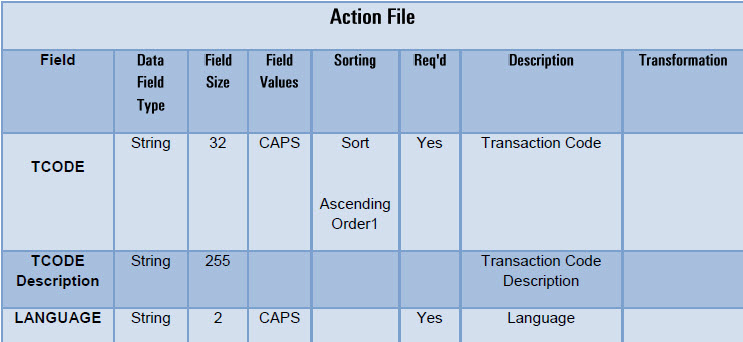 Action File
Field Data Field Type Field Size Field Values Sorting Req'd Description Transformation
TCODE String 32 CAPS Sort Ascending Order1 Yes Transaction Code
TCODE Description String 255 Transaction Code Description
LANGUAGE String 2 CAPS Yes Language